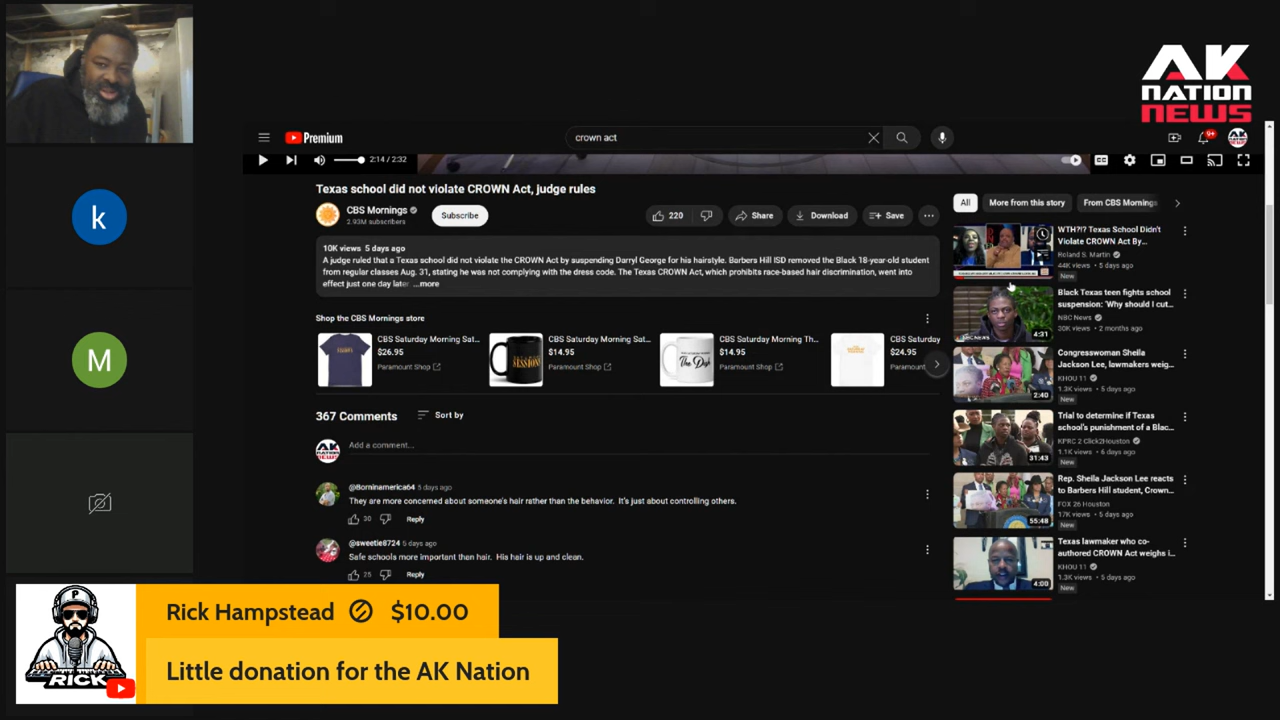 AK
NATION
NEWS
Premium
crown act
9+
2:14 / 2:32
Texas school did not violate CROWN Act, judge rules
CBS Mornings
2.93M subscribers
Subscribe
220
Share
Download
Save
10K views 5 days ago
A judge ruled that a Texas school did not violate the CROWN Act by suspending Darryl George for his hairstyle. Barbers Hill ISD removed the Black 18-year-old student
from regular classes Aug. 31, stating he was not complying with the dress code. The Texas CROWN Act, which prohibits race-based hair discrimination, went into
effect just one day later ...more
Shop the CBS Mornings store
CBS Saturday Morning Sat...
$26.95
Paramount Shop
CBS Saturday Morning Sat...
$14.95
Paramount Shop
CBS Saturday Morning Th...
$14.95
Paramount Shop
CBS Saturday
$24.95
Paramount
367 Comments
Sort by
AK
NATION
NEWS
Add a comment...
@Borninamerica64 5 days ago
They are more concerned about someone's hair rather than the behavior. It's just about controlling others.
30
Reply
@sweetie8724 5 days ago
Safe schools more important then hair. His hair is up and clean.
25
Reply
All
More from this story
From CBS Mornings
WTH?!? Texas School Didn't
Violate CROWN Act By...
Roland S. Martin
44K views • 5 days ago
New
Black Texas teen fights school
suspension: 'Why should I cut...
NBC News
30K views • 2 months ago
4:31
NBC NEWS
Congresswoman Sheila
Jackson Lee, lawmakers weig...
KHOU 11
1.3K views • 5 days ago
New
2:40
Trial to determine if Texas
school's punishment of a Blac...
KPRC 2 Click2Houston
1.1K views • 6 days ago
New
31:43
Rep. Sheila Jackson Lee reacts
to Barbers Hill student, Crown...
FOX 26 Houston
17K views • 5 days ago
New
55:48
Texas lawmaker who co-
authored CROWN Act weighs i...
KHOU 11
1.3K views • 5 days ago
New
4:00
k
M
P
RICK
Rick Hampstead $10.00
Little donation for the AK Nation